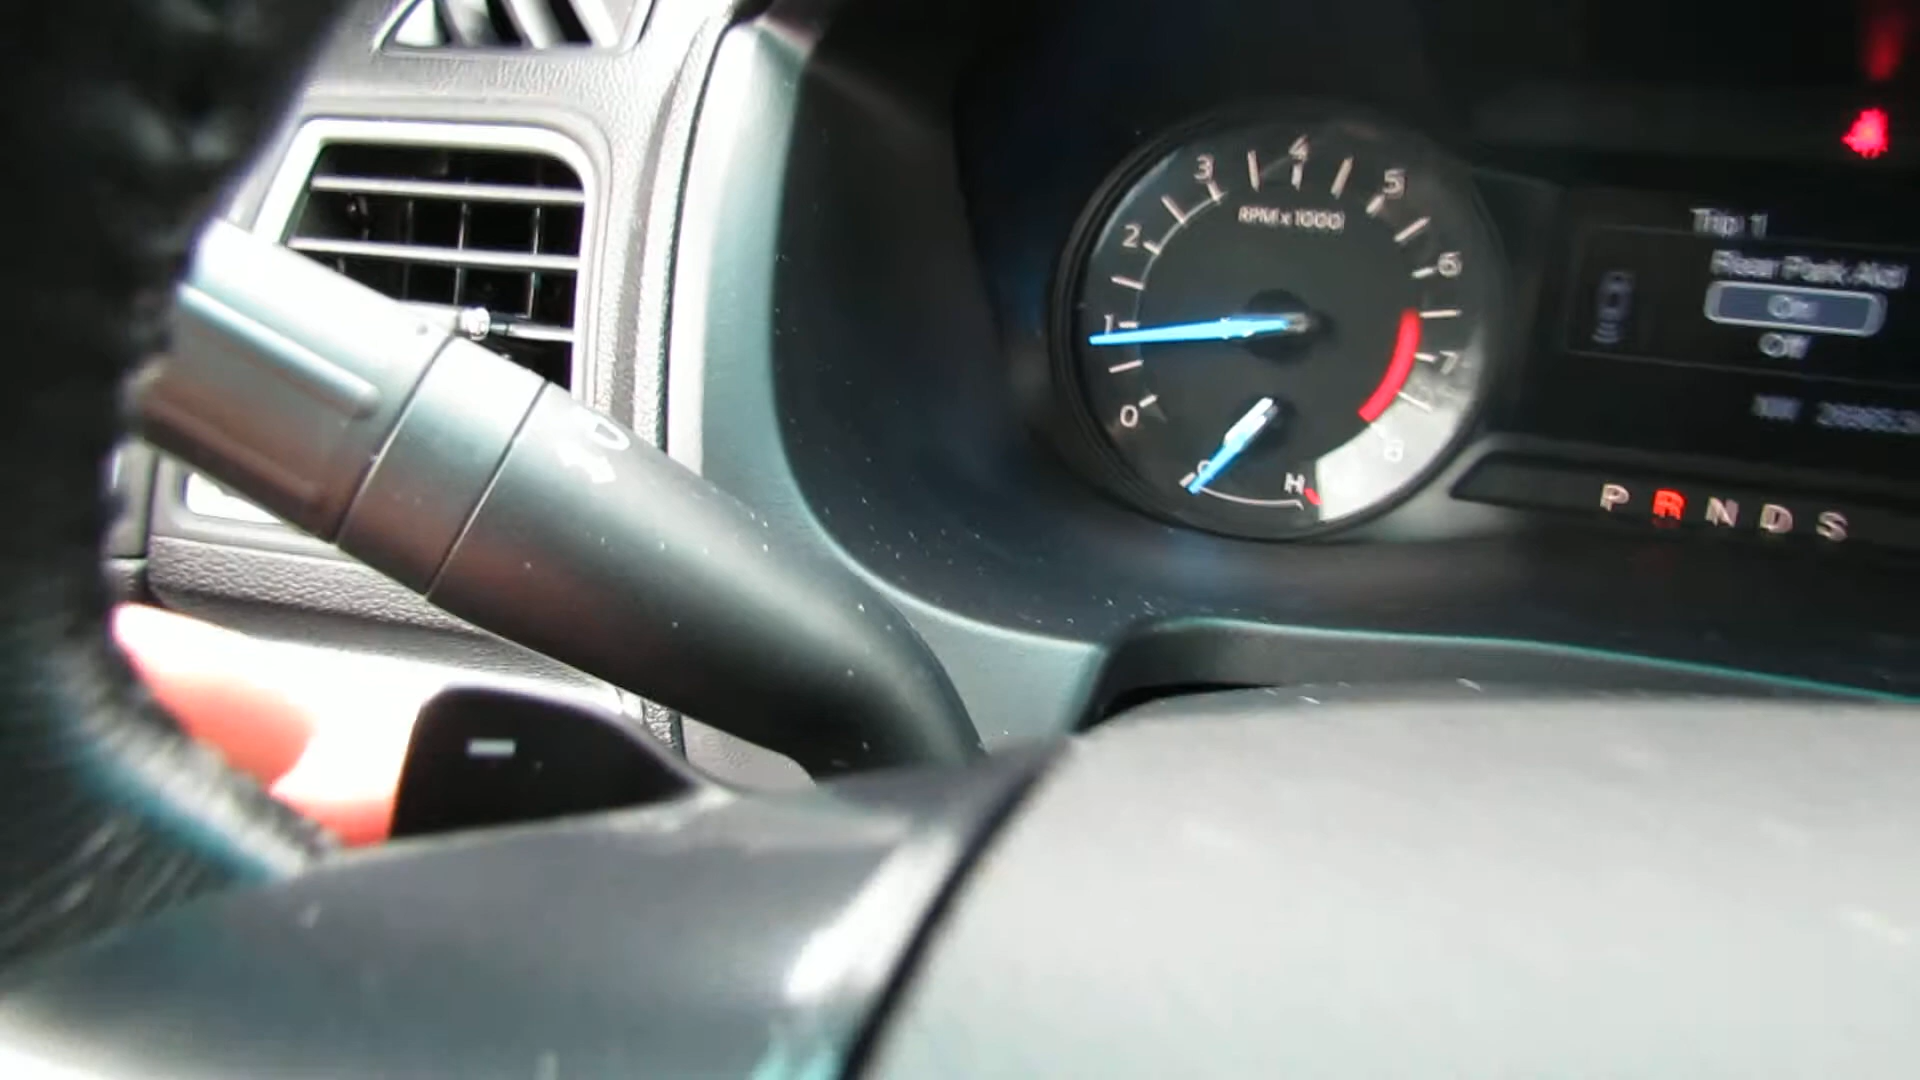 0 1 2 3 4 5 6 7 8
RPM x 1000
C H
Trip 1
Rear Park Aid
On
Off
P R N D S